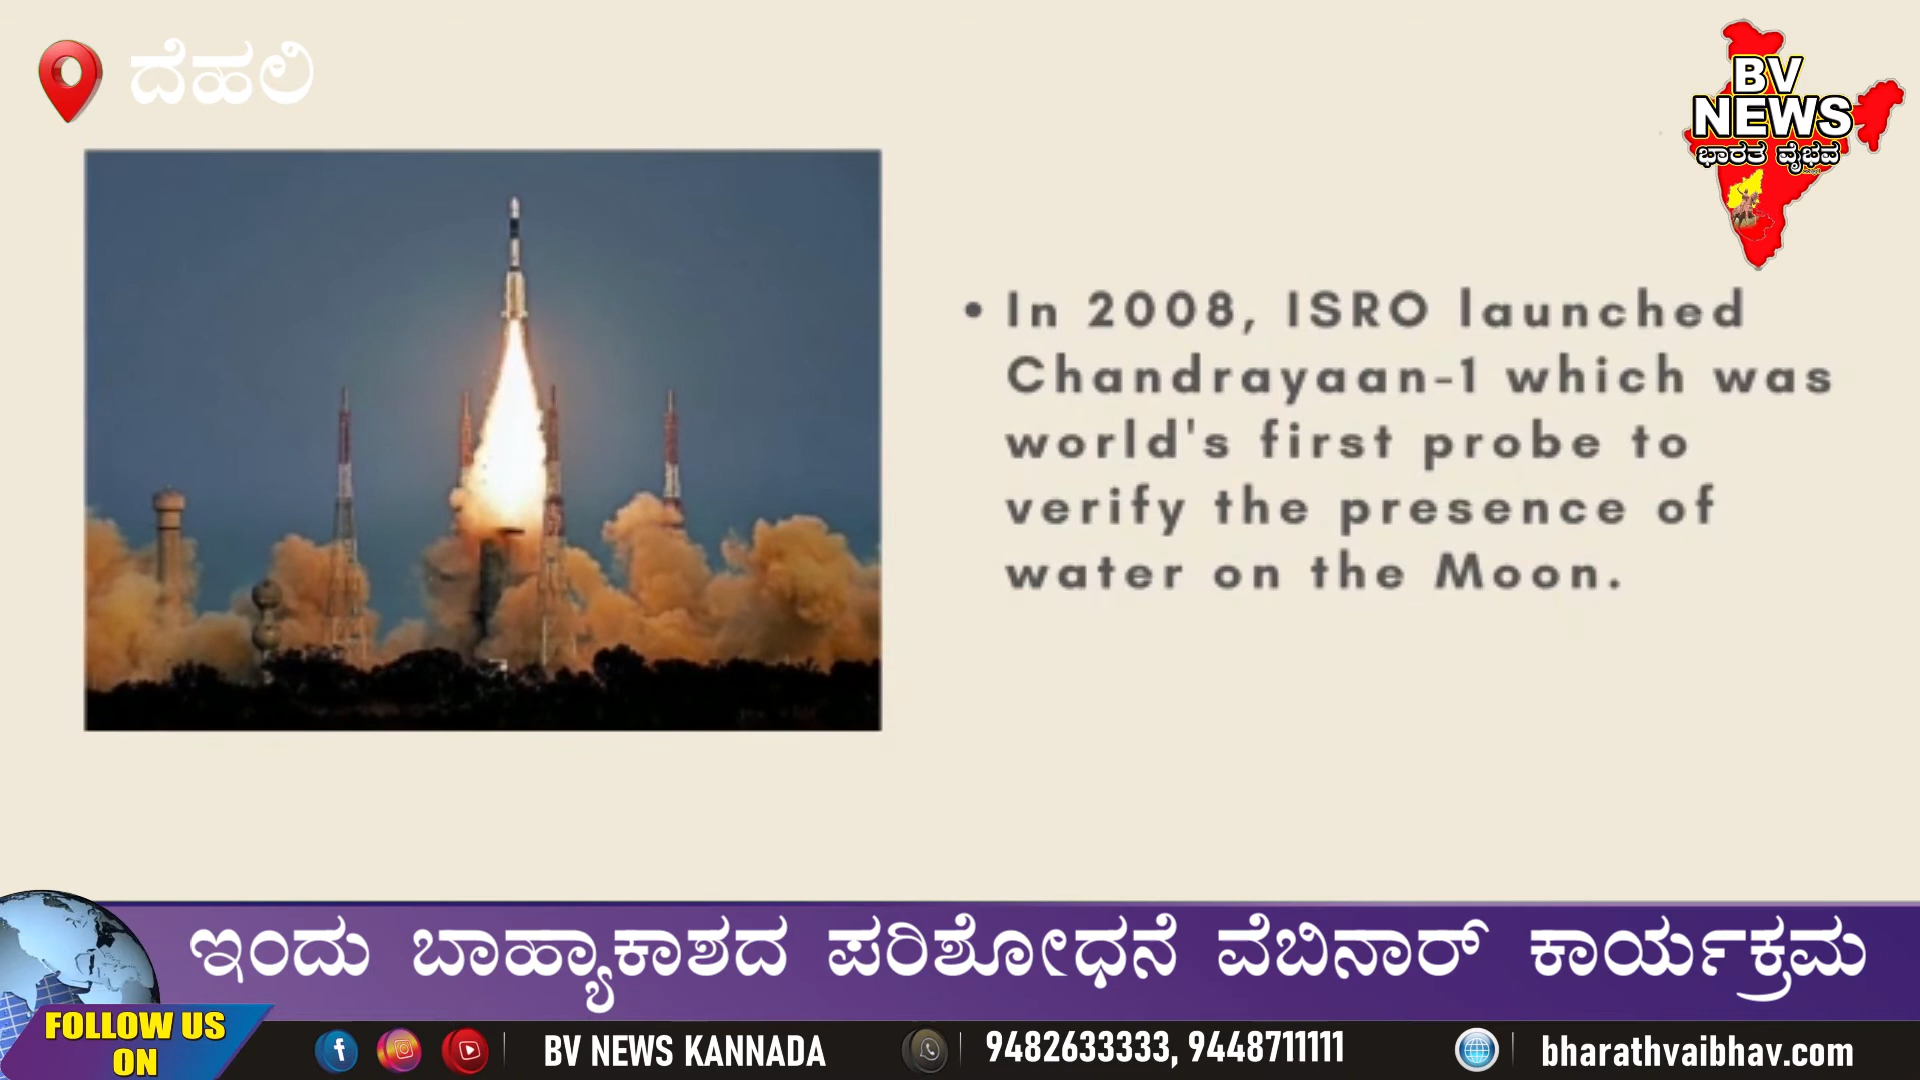 ದೆಹಲಿ
BV
NEWS
ಭಾರತ ವೈಭವ
• In 2008, ISRO launched
Chandrayaan-1 which was
world's first probe to
verify the presence of
water on the Moon.
ಇಂದು ಬಾಹ್ಯಾಕಾಶದ ಪರಿಶೋಧನೆ ವೆಬಿನಾರ್ ಕಾರ್ಯಕ್ರಮ
FOLLOW US
ON
BV NEWS KANNADA
9482633333, 9448711111
bharathvaibhav.com